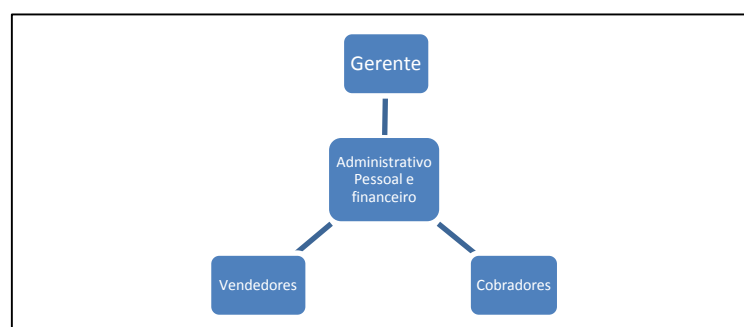 Gerente
Administrativo
Pessoal e
financeiro
Vendedores
Cobradores